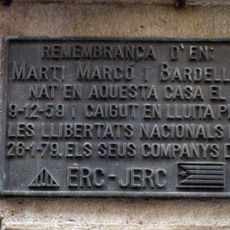 REMEMBRANÇA D'EN:
MARTÍ MARCÓ I BARDELL
NAT EN AQUESTA CASA EL
9-12-59 I CAIGUT EN LLUITA P
LES LLIBERTATS NACIONALS
26-1-79. ELS SEUS COMPANYS D
ERC-JERC